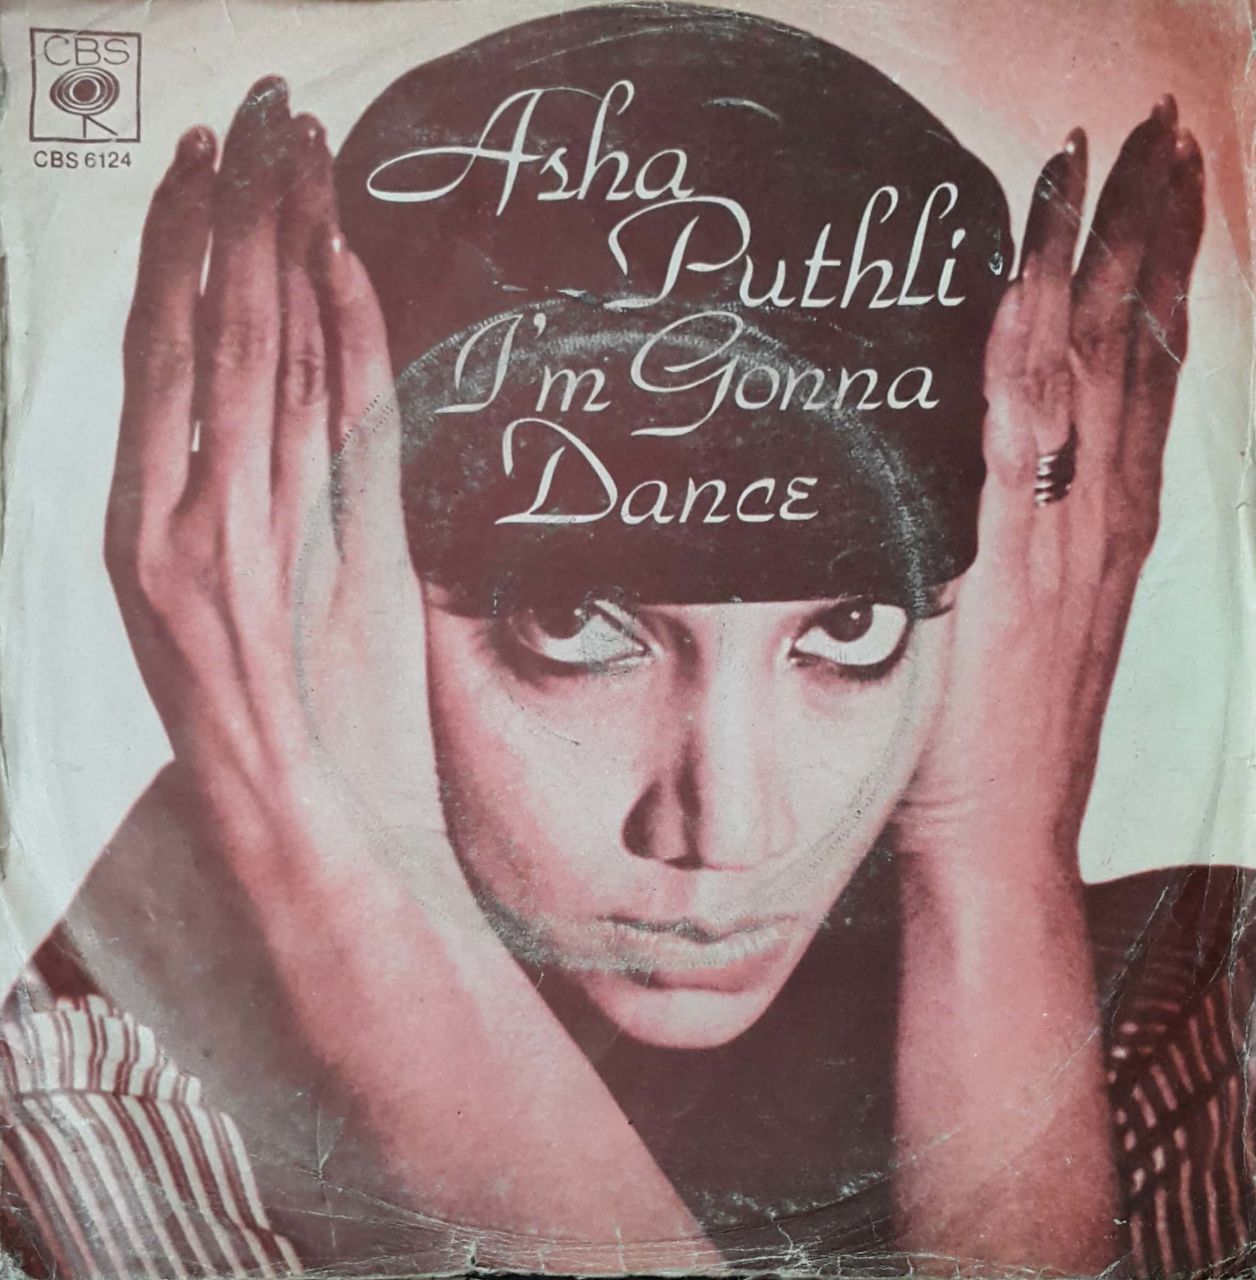 CBS
CBS 6124
Asha
Puthli
I'm Gonna
Dance